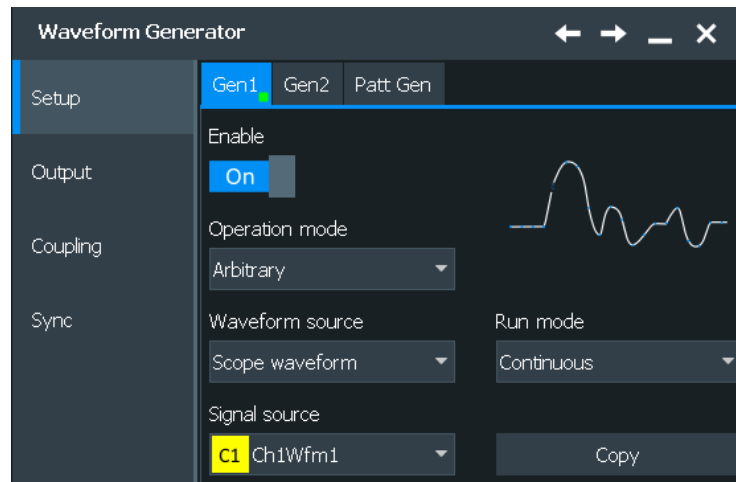 Waveform Generator
Setup
Gen1 Gen2 Patt Gen
Enable
Output
On
Operation mode
Coupling
Arbitrary
Sync
Waveform source Run mode
Scope waveform Continuous
Signal source
C1 Ch1Wfm1 Copy